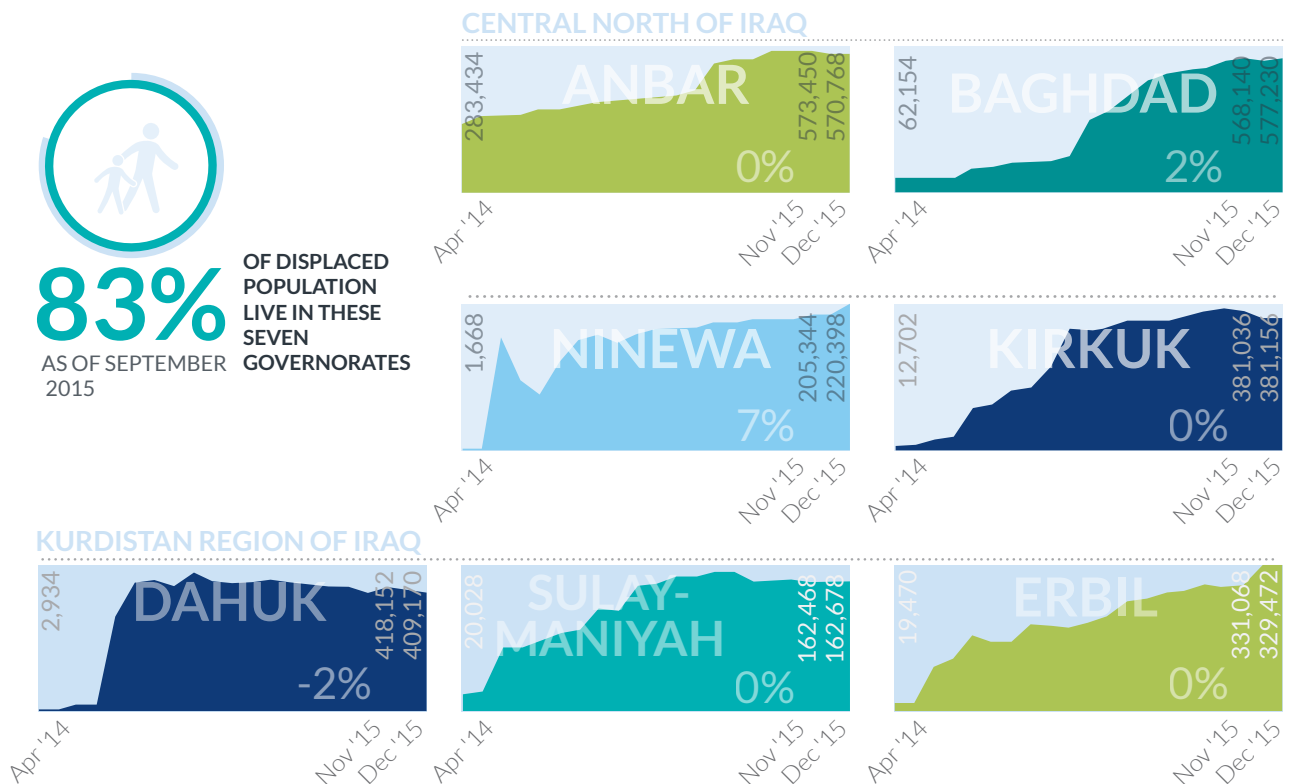 CENTRAL NORTH OF IRAQ
283,434
ANBAR
573,450
570,768
0%
Apr '14
Nov '15
Dec '15
62,154
BAGHDAD
568,140
577,230
2%
Apr '14
Nov '15
Dec '15
83%
AS OF SEPTEMBER
2015
OF DISPLACED
POPULATION
LIVE IN THESE
SEVEN
GOVERNORATES
1,668
NINEWA
205,344
220,398
7%
Apr '14
Nov '15
Dec '15
12,702
KIRKUK
381,036
381,156
0%
Apr '14
Nov '15
Dec '15
KURDISTAN REGION OF IRAQ
2,934
DAHUK
418,152
409,170
-2%
Apr '14
Nov '15
Dec '15
20,028
SULAY-
MANIYAH
162,468
162,678
0%
Apr '14
Nov '15
Dec '15
19,470
ERBIL
331,068
329,472
0%
Apr '14
Nov '15
Dec '15